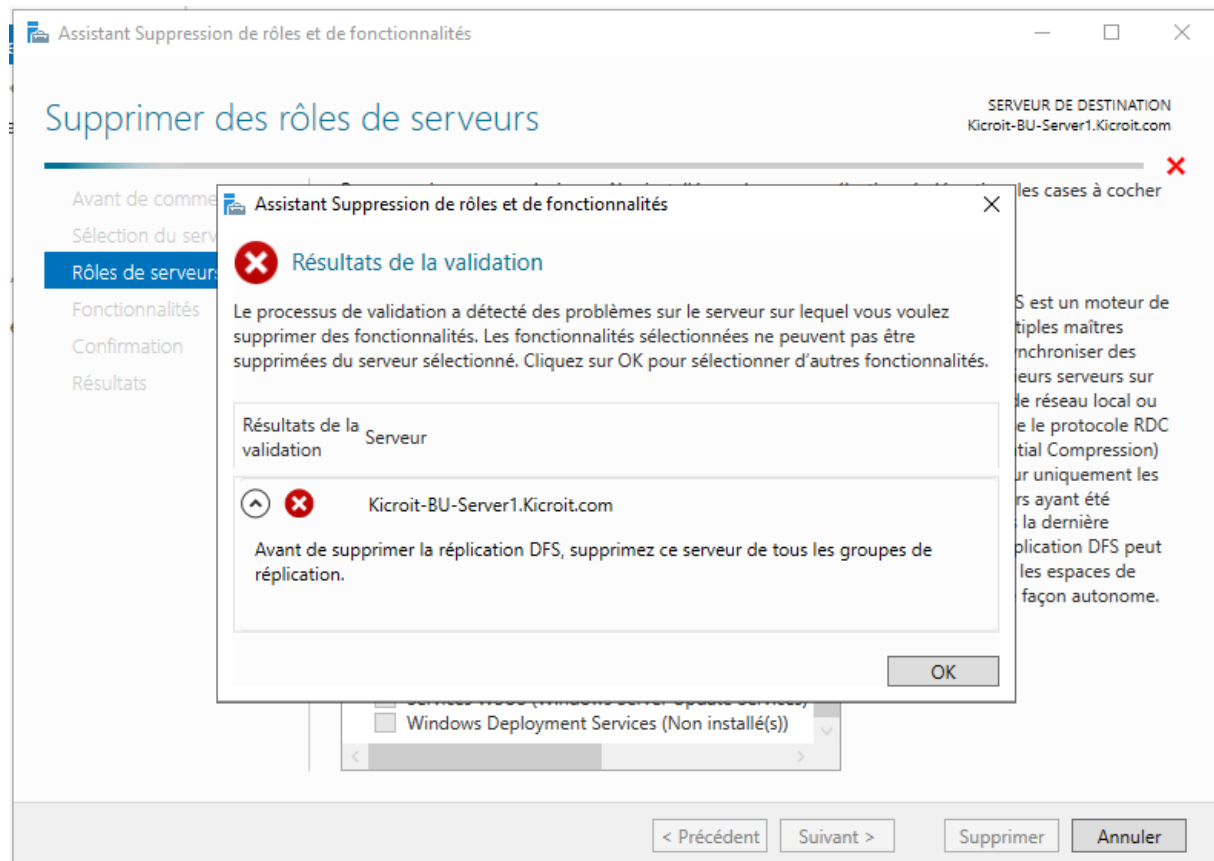 Assistant Suppression de rôles et de fonctionnalités
Supprimer des rôles de serveurs
SERVEUR DE DESTINATION
Kicroit-BU-Server1.Kicroit.com
Avant de comme
les cases à cocher
Sélection du serv
Rôles de serveurs
Fonctionnalités
Confirmation
Résultats
Assistant Suppression de rôles et de fonctionnalités
Résultats de la validation
Le processus de validation a détecté des problèmes sur le serveur sur lequel vous voulez
supprimer des fonctionnalités. Les fonctionnalités sélectionnées ne peuvent pas être
supprimées du serveur sélectionné. Cliquez sur OK pour sélectionner d'autres fonctionnalités.
Résultats de la
validation
Serveur
Kicroit-BU-Server1.Kicroit.com
Avant de supprimer la réplication DFS, supprimez ce serveur de tous les groupes de
réplication.
OK
S est un moteur de
tiples maîtres
nchroniser des
ieurs serveurs sur
de réseau local ou
e le protocole RDC
tial Compression)
ur uniquement les
rs ayant été
la dernière
plication DFS peut
les espaces de
façon autonome.
Windows Deployment Services (Non installé(s))
< Précédent
Suivant >
Supprimer
Annuler